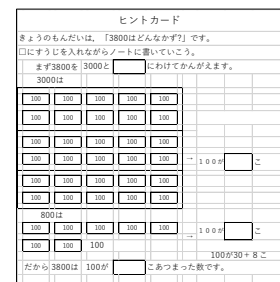 ヒントカード
きょうのもんだいは、「3800はどんなかず?」です。
□にすうじを入れながらノートに書いていこう。
まず3800を 3000と にわけてかんがえます。
3000は
100 100 100 100 100
100 100 100 100 100
100 100 100 100 100
100 100 100 100 100 → 100が こ
100 100 100 100 100
100 100 100 100 100
800は
100 100 100 100 100 → 100が こ
100 100 100
100が30+8こ
だから 3800は 100が こあつまった数です。